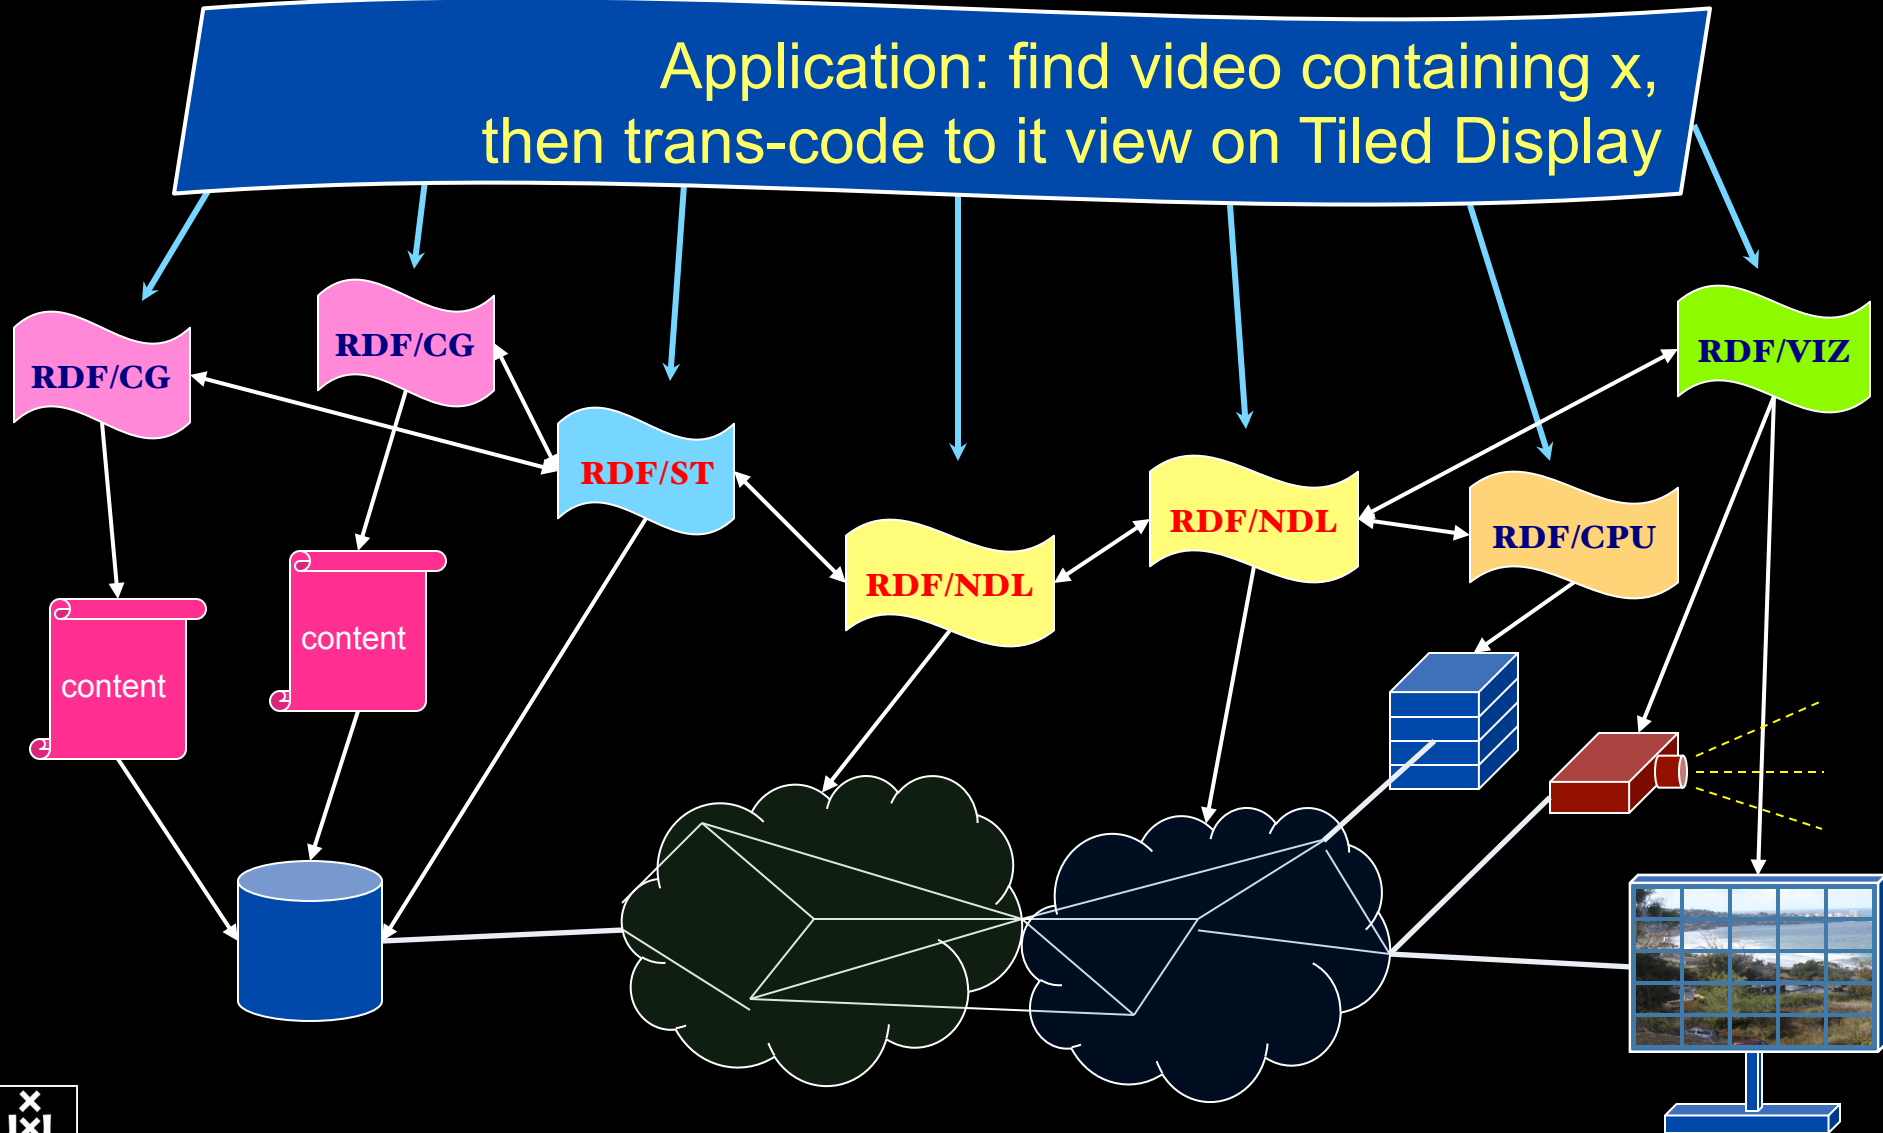 Application: find video containing x,
then trans-code to it view on Tiled Display
RDF/CG
RDF/CG
RDF/VIZ
RDF/ST
RDF/NDL
RDF/CPU
RDF/NDL
content
content